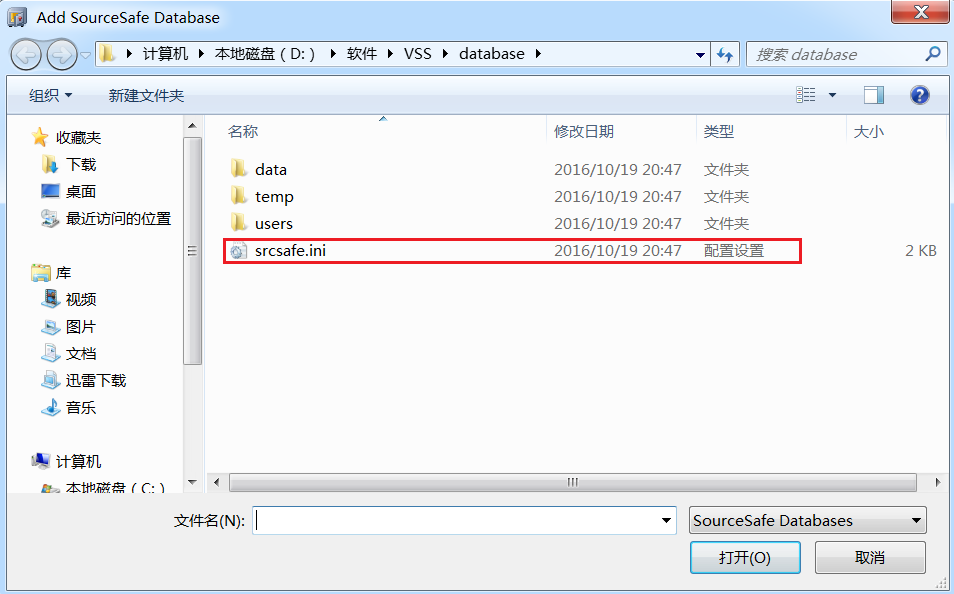 Add SourceSafe Database
计算机 本地磁盘 (D:) 软件 VSS database 搜索 database
组织 新建文件夹
名称 修改日期 类型 大小
收藏夹
下载
桌面
最近访问的位置
库
视频
图片
文档
迅雷下载
音乐
计算机
本地磁盘 (C:)
data 2016/10/19 20:47 文件夹
temp 2016/10/19 20:47 文件夹
users 2016/10/19 20:47 文件夹
srcsafe.ini 2016/10/19 20:47 配置设置 2 KB
文件名(N): SourceSafe Databases
打开(O) 取消